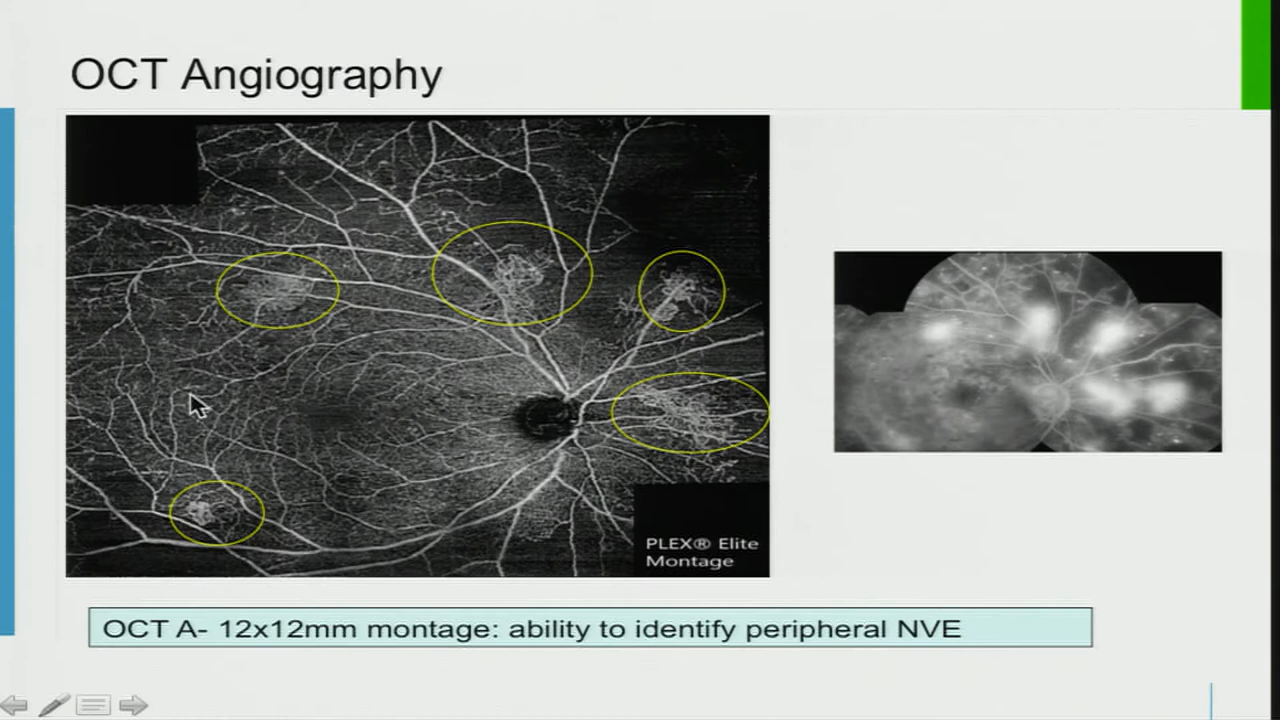 OCT Angiography
PLEX® Elite
Montage
OCT A- 12x12mm montage: ability to identify peripheral NVE